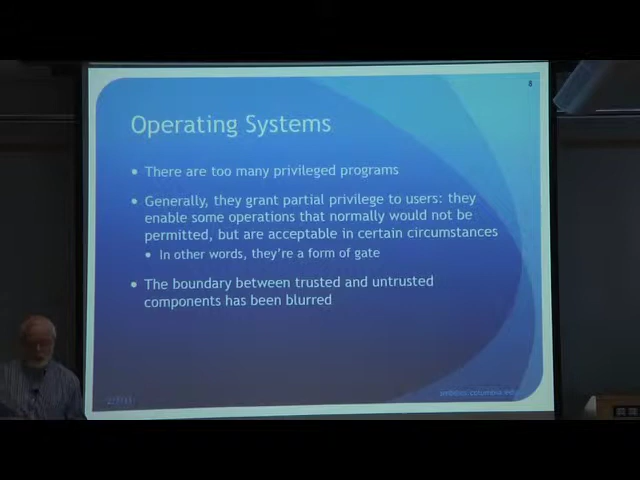 8
Operating Systems
• There are too many privileged programs
• Generally, they grant partial privilege to users: they
enable some operations that normally would not be
permitted, but are acceptable in certain circumstances
• In other words, they're a form of gate
• The boundary between trusted and untrusted
components has been blurred